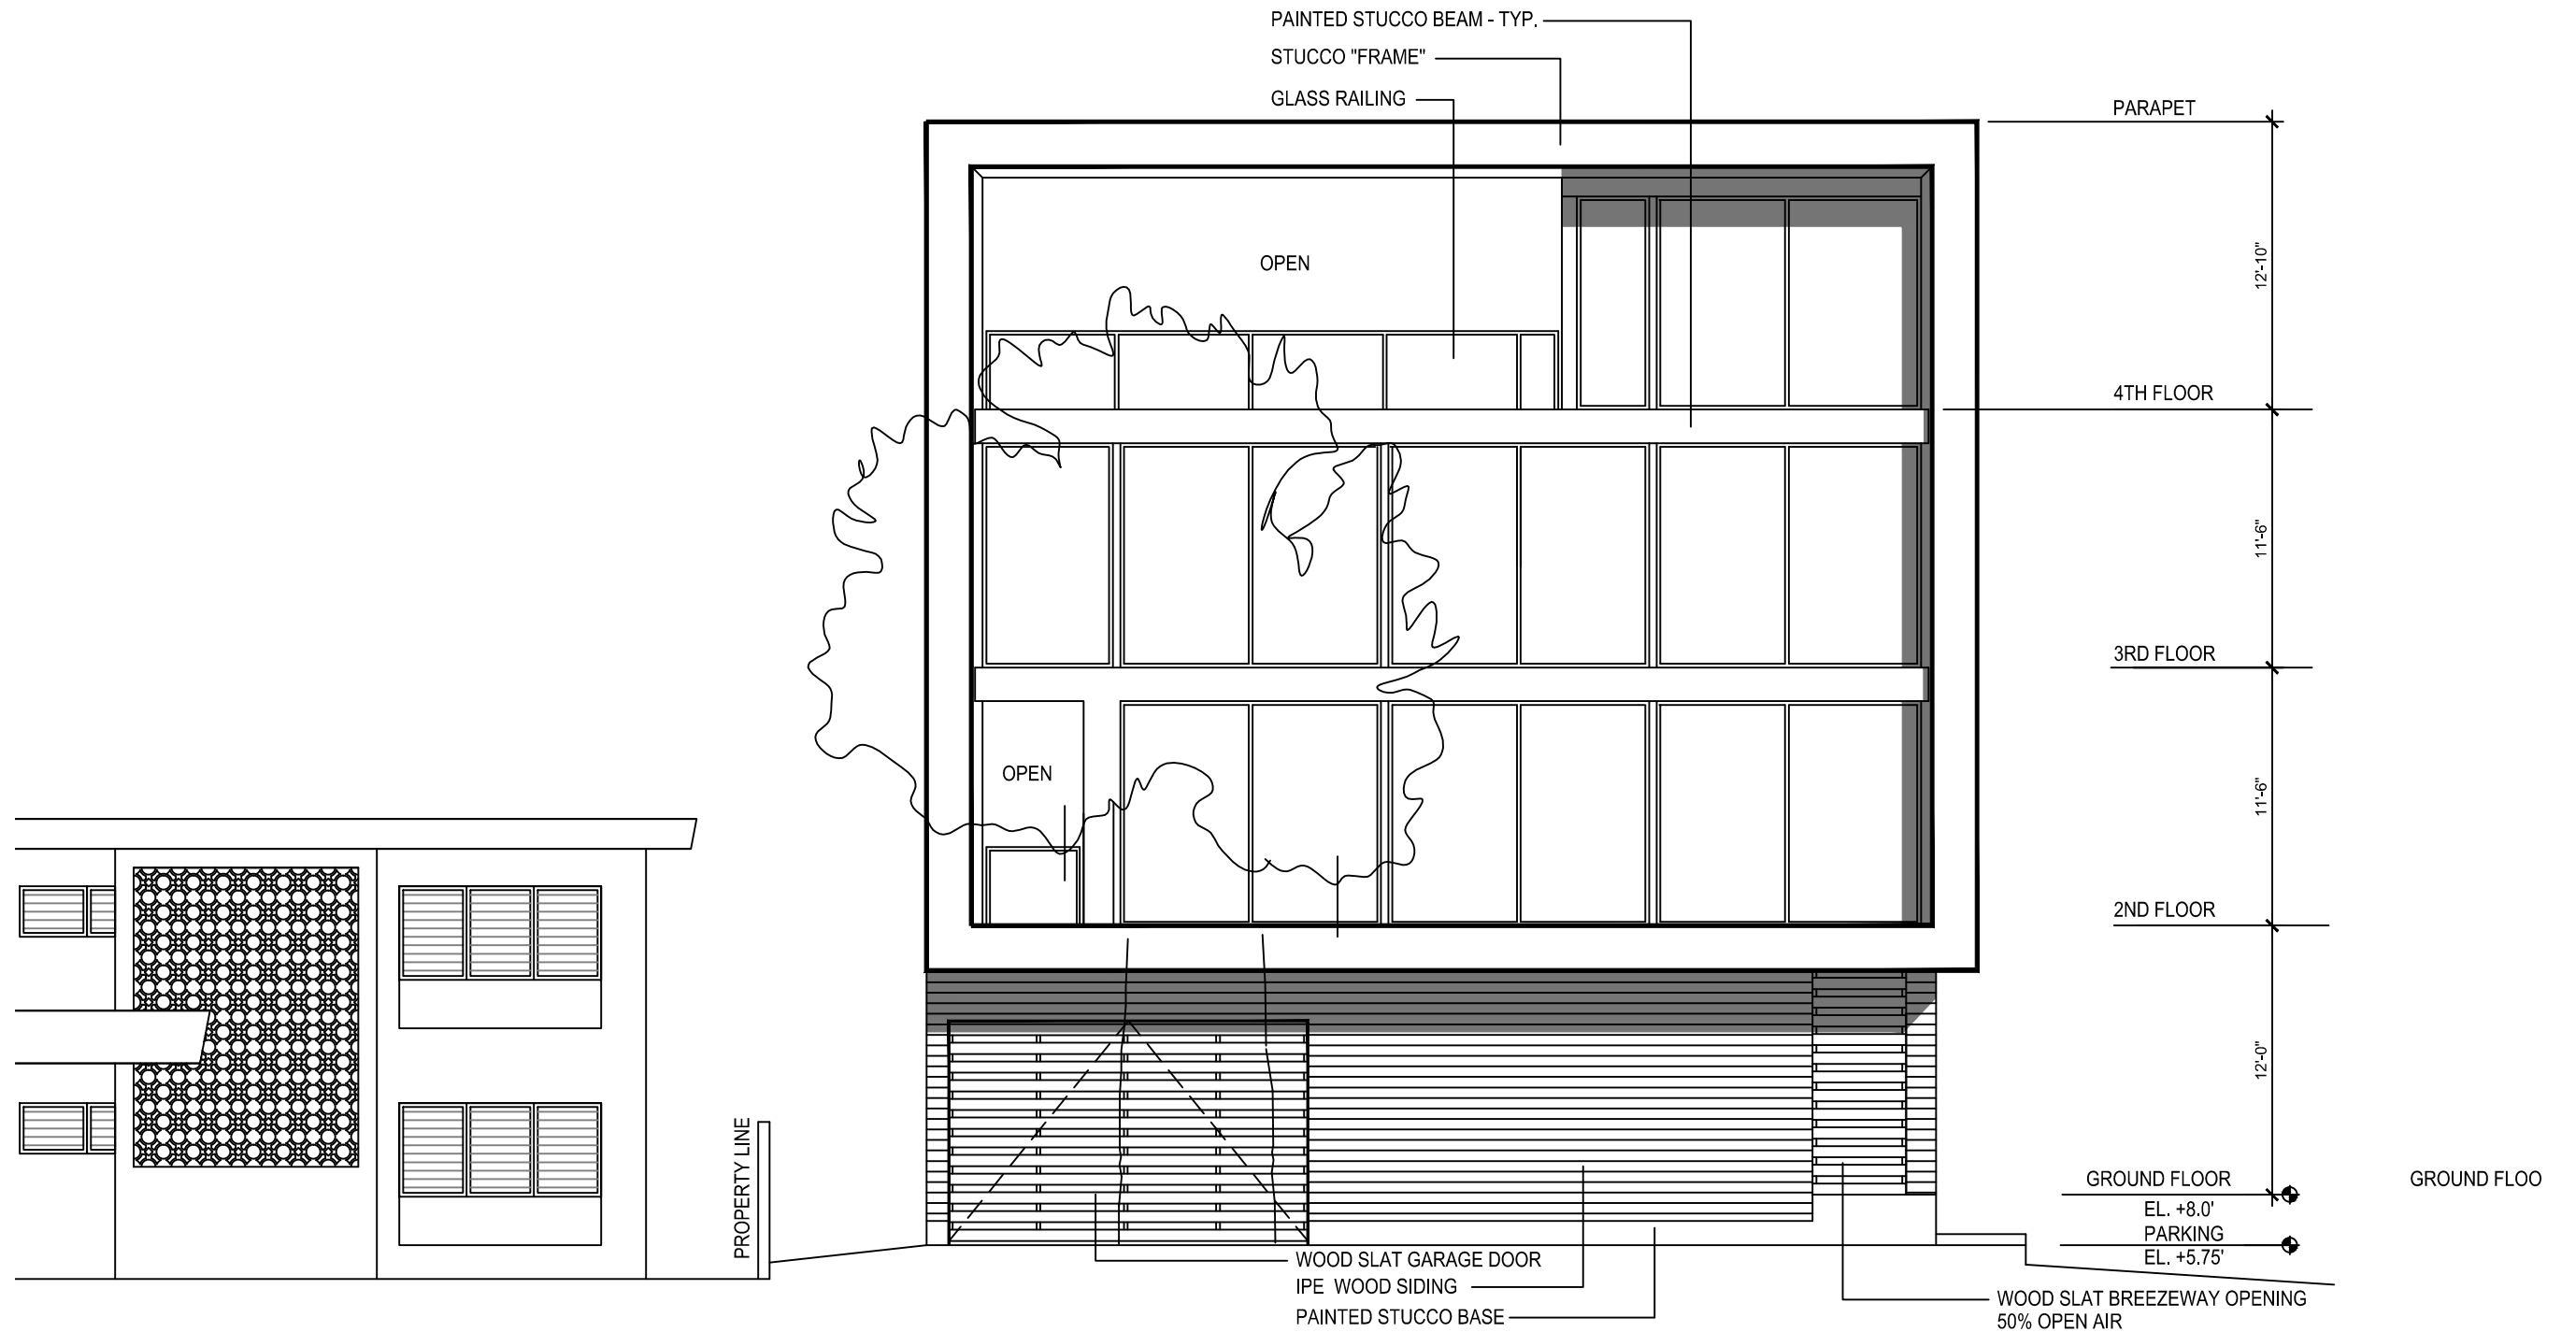 PAINTED STUCCO BEAM - TYP.
STUCCO "FRAME"
GLASS RAILING
PARAPET
OPEN
12'-10"
4TH FLOOR
11'-6"
3RD FLOOR
OPEN
11'-6"
2ND FLOOR
12'-0"
PROPERTY LINE
GROUND FLOOR
GROUND FLOO
EL. +8.0'
PARKING
EL. +5.75'
WOOD SLAT GARAGE DOOR
IPE WOOD SIDING
PAINTED STUCCO BASE
WOOD SLAT BREEZEWAY OPENING
50% OPEN AIR